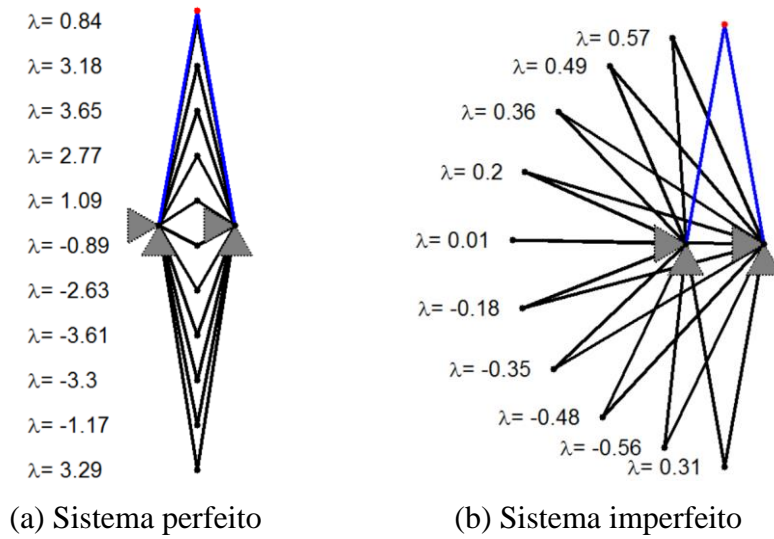 λ= 0.84
λ= 3.18
λ= 3.65
λ= 2.77
λ= 1.09
λ= -0.89
λ= -2.63
λ= -3.61
λ= -3.3
λ= -1.17
λ= 3.29
(a) Sistema perfeito
λ= 0.57
λ= 0.49
λ= 0.36
λ= 0.2
λ= 0.01
λ= -0.18
λ= -0.35
λ= -0.48
λ= -0.56
λ= 0.31
(b) Sistema imperfeito